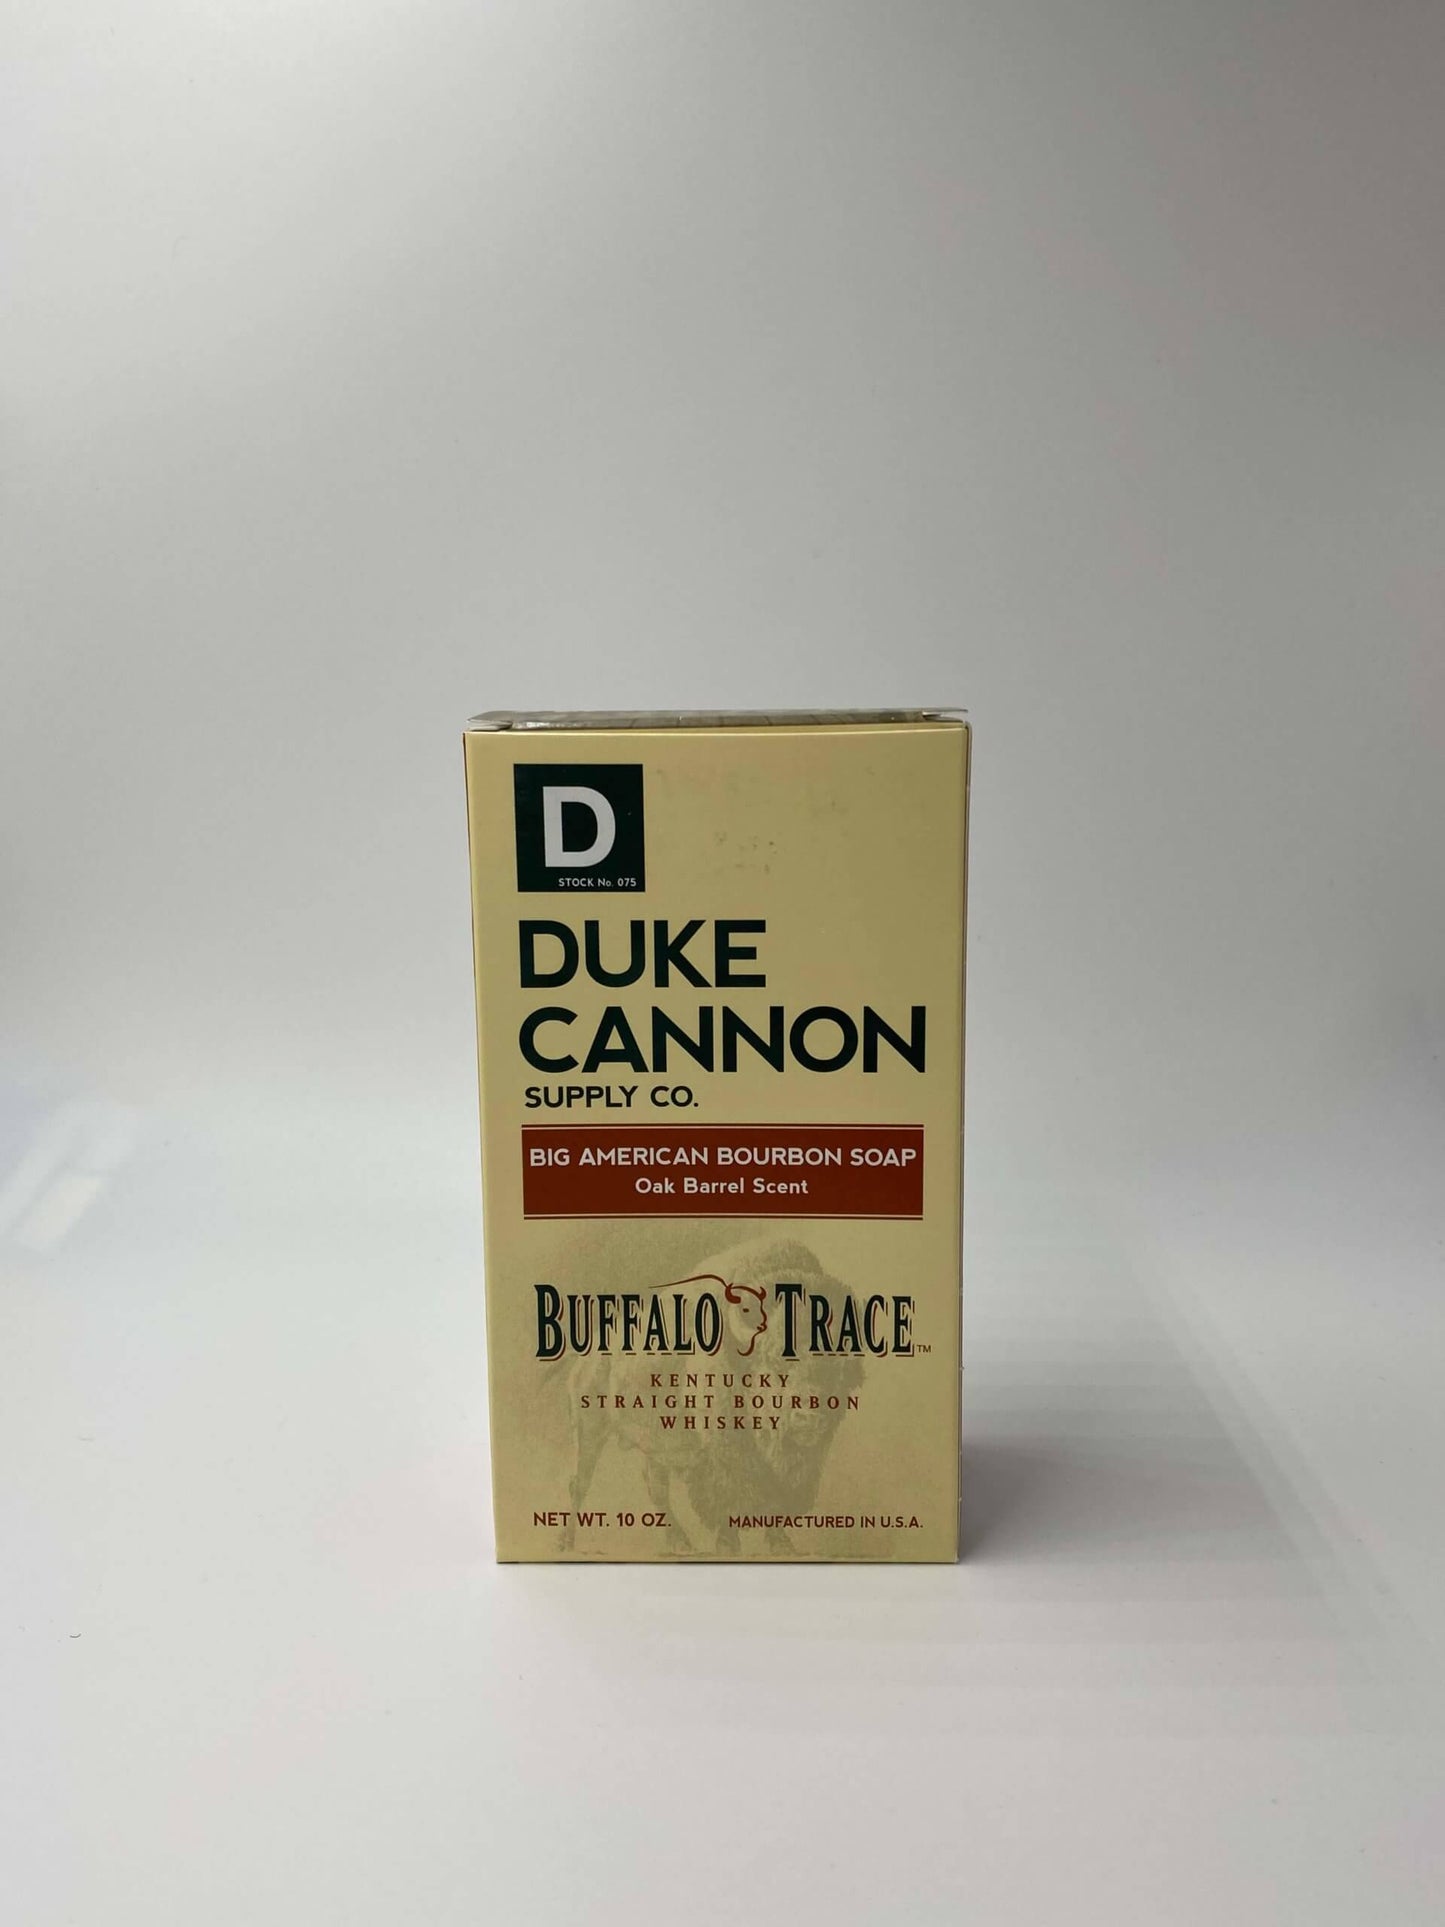 D
STOCK No. 075
DUKE
CANNON
SUPPLY CO.
BIG AMERICAN BOURBON SOAP
Oak Barrel Scent
BUFFALO TRACE™
KENTUCKY
STRAIGHT BOURBON
WHISKEY
NET WT. 10 OZ. MANUFACTURED IN U.S.A.